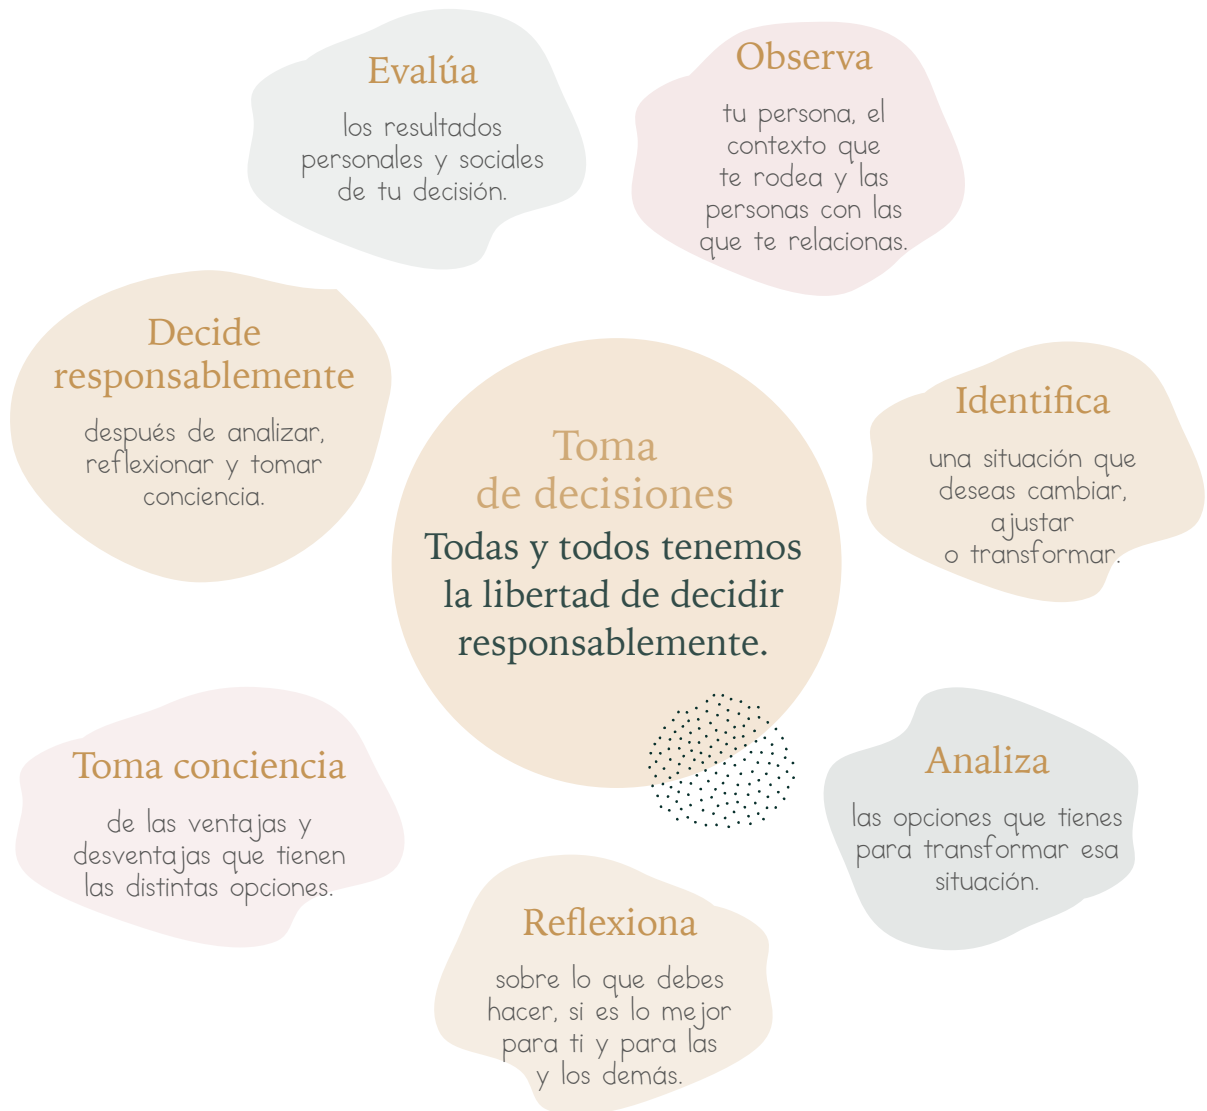 Evalúa
los resultados
personales y sociales
de tu decisión.
Observa
tu persona, el
contexto que
te rodea y las
personas con las
que te relacionas.
Decide
responsablemente
después de analizar,
reflexionar y tomar
conciencia.
Toma
de decisiones
Todas y todos tenemos
la libertad de decidir
responsablemente.
Identifica
una situación que
deseas cambiar,
ajustar
o transformar.
Toma conciencia
de las ventajas y
desventajas que tienen
las distintas opciones.
Analiza
las opciones que tienes
para transformar esa
situación.
Reflexiona
sobre lo que debes
hacer, si es lo mejor
para ti y para las
y los demás.